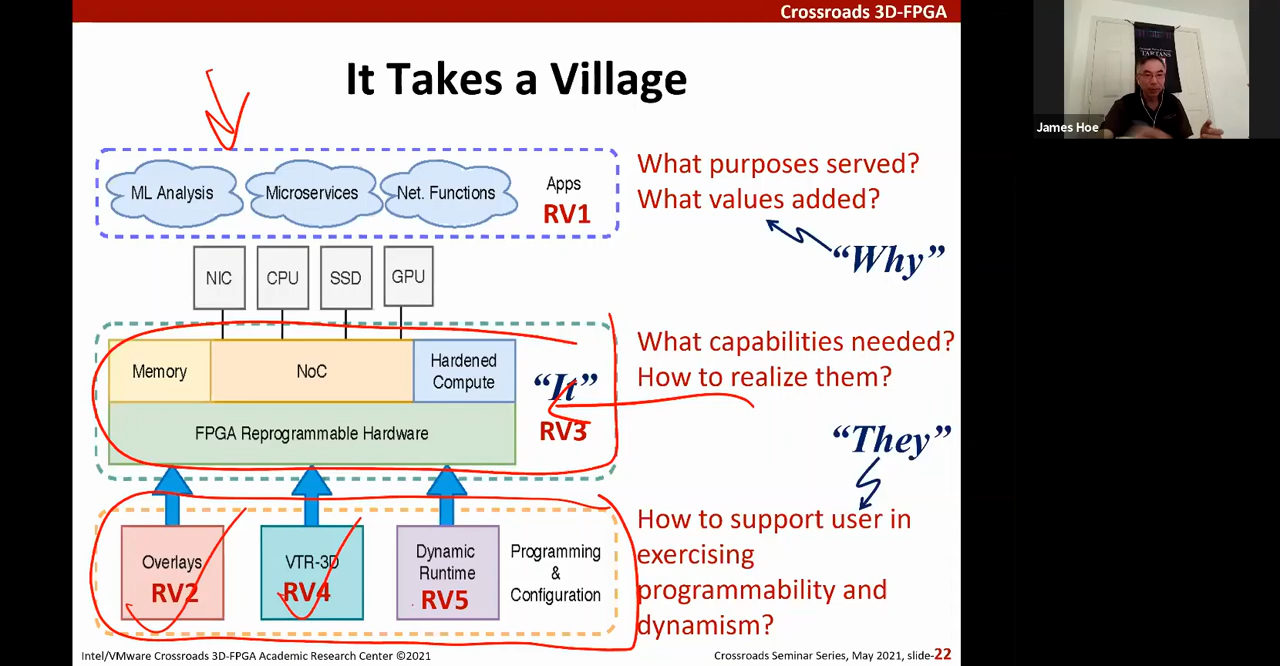 Crossroads 3D-FPGA
It Takes a Village
ML Analysis
Microservices
Net. Functions
Apps
RV1
What purposes served?
What values added?
"Why"
NIC
CPU
SSD
GPU
Memory
NoC
Hardened
Compute
"It"
RV3
FPGA Reprogrammable Hardware
What capabilities needed?
How to realize them?
"They"
Overlays
RV2
VTR-3D
RV4
Dynamic
Runtime
RV5
Programming
&
Configuration
How to support user in
exercising
programmability and
dynamism?
Intel/VMware Crossroads 3D-FPGA Academic Research Center ©2021
Crossroads Seminar Series, May 2021, slide-22
TARTANS
James Hoe